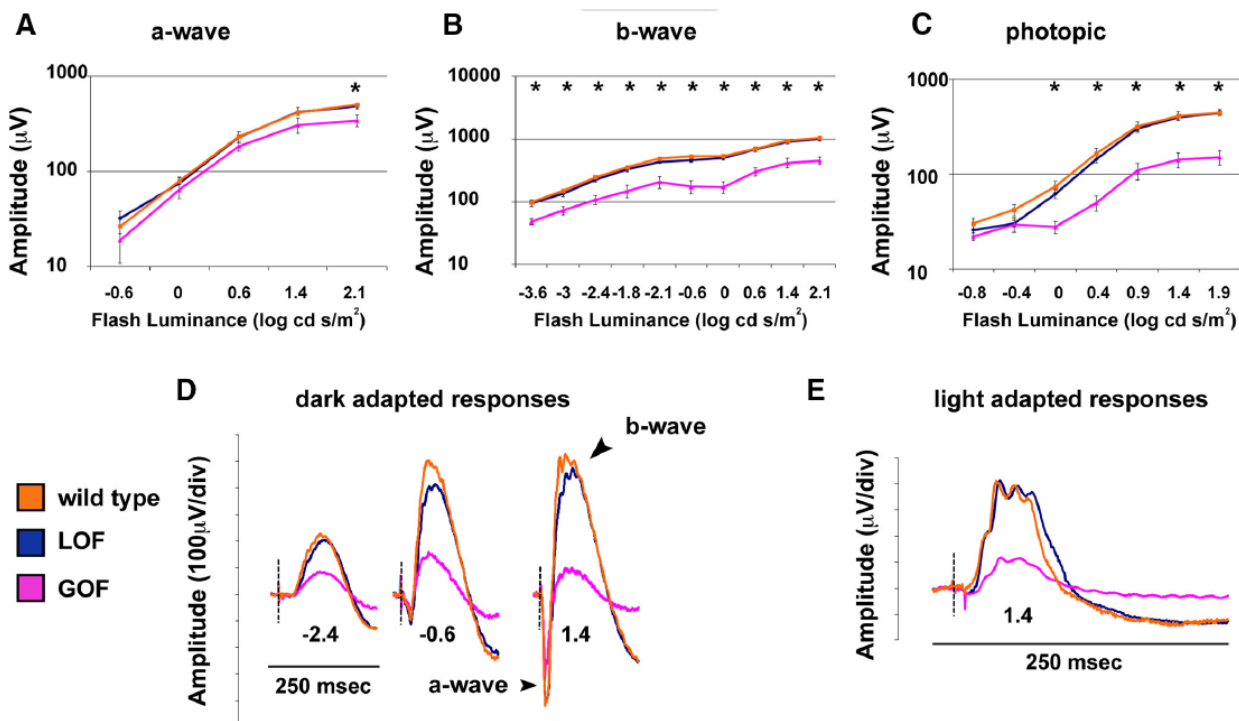 A a-wave
1000
100
10
Amplitude (μV)
*
-0.6 0 0.6 1.4 2.1
Flash Luminance (log cd s/m²)
B b-wave
10000
1000
100
10
Amplitude (μV)
* * * * * * * * * *
-3.6 -3 -2.4 -1.8 -2.1 -0.6 0 0.6 1.4 2.1
Flash Luminance (log cd s/m²)
C photopic
1000
100
10
Amplitude (μV)
* * * * *
-0.8 -0.4 0 0.4 0.9 1.4 1.9
Flash Luminance (log cd s/m²)
wild type
LOF
GOF
D dark adapted responses
Amplitude (100μV/div)
b-wave
-2.4 -0.6 1.4
250 msec
a-wave
E light adapted responses
Amplitude (μV/div)
1.4
250 msec